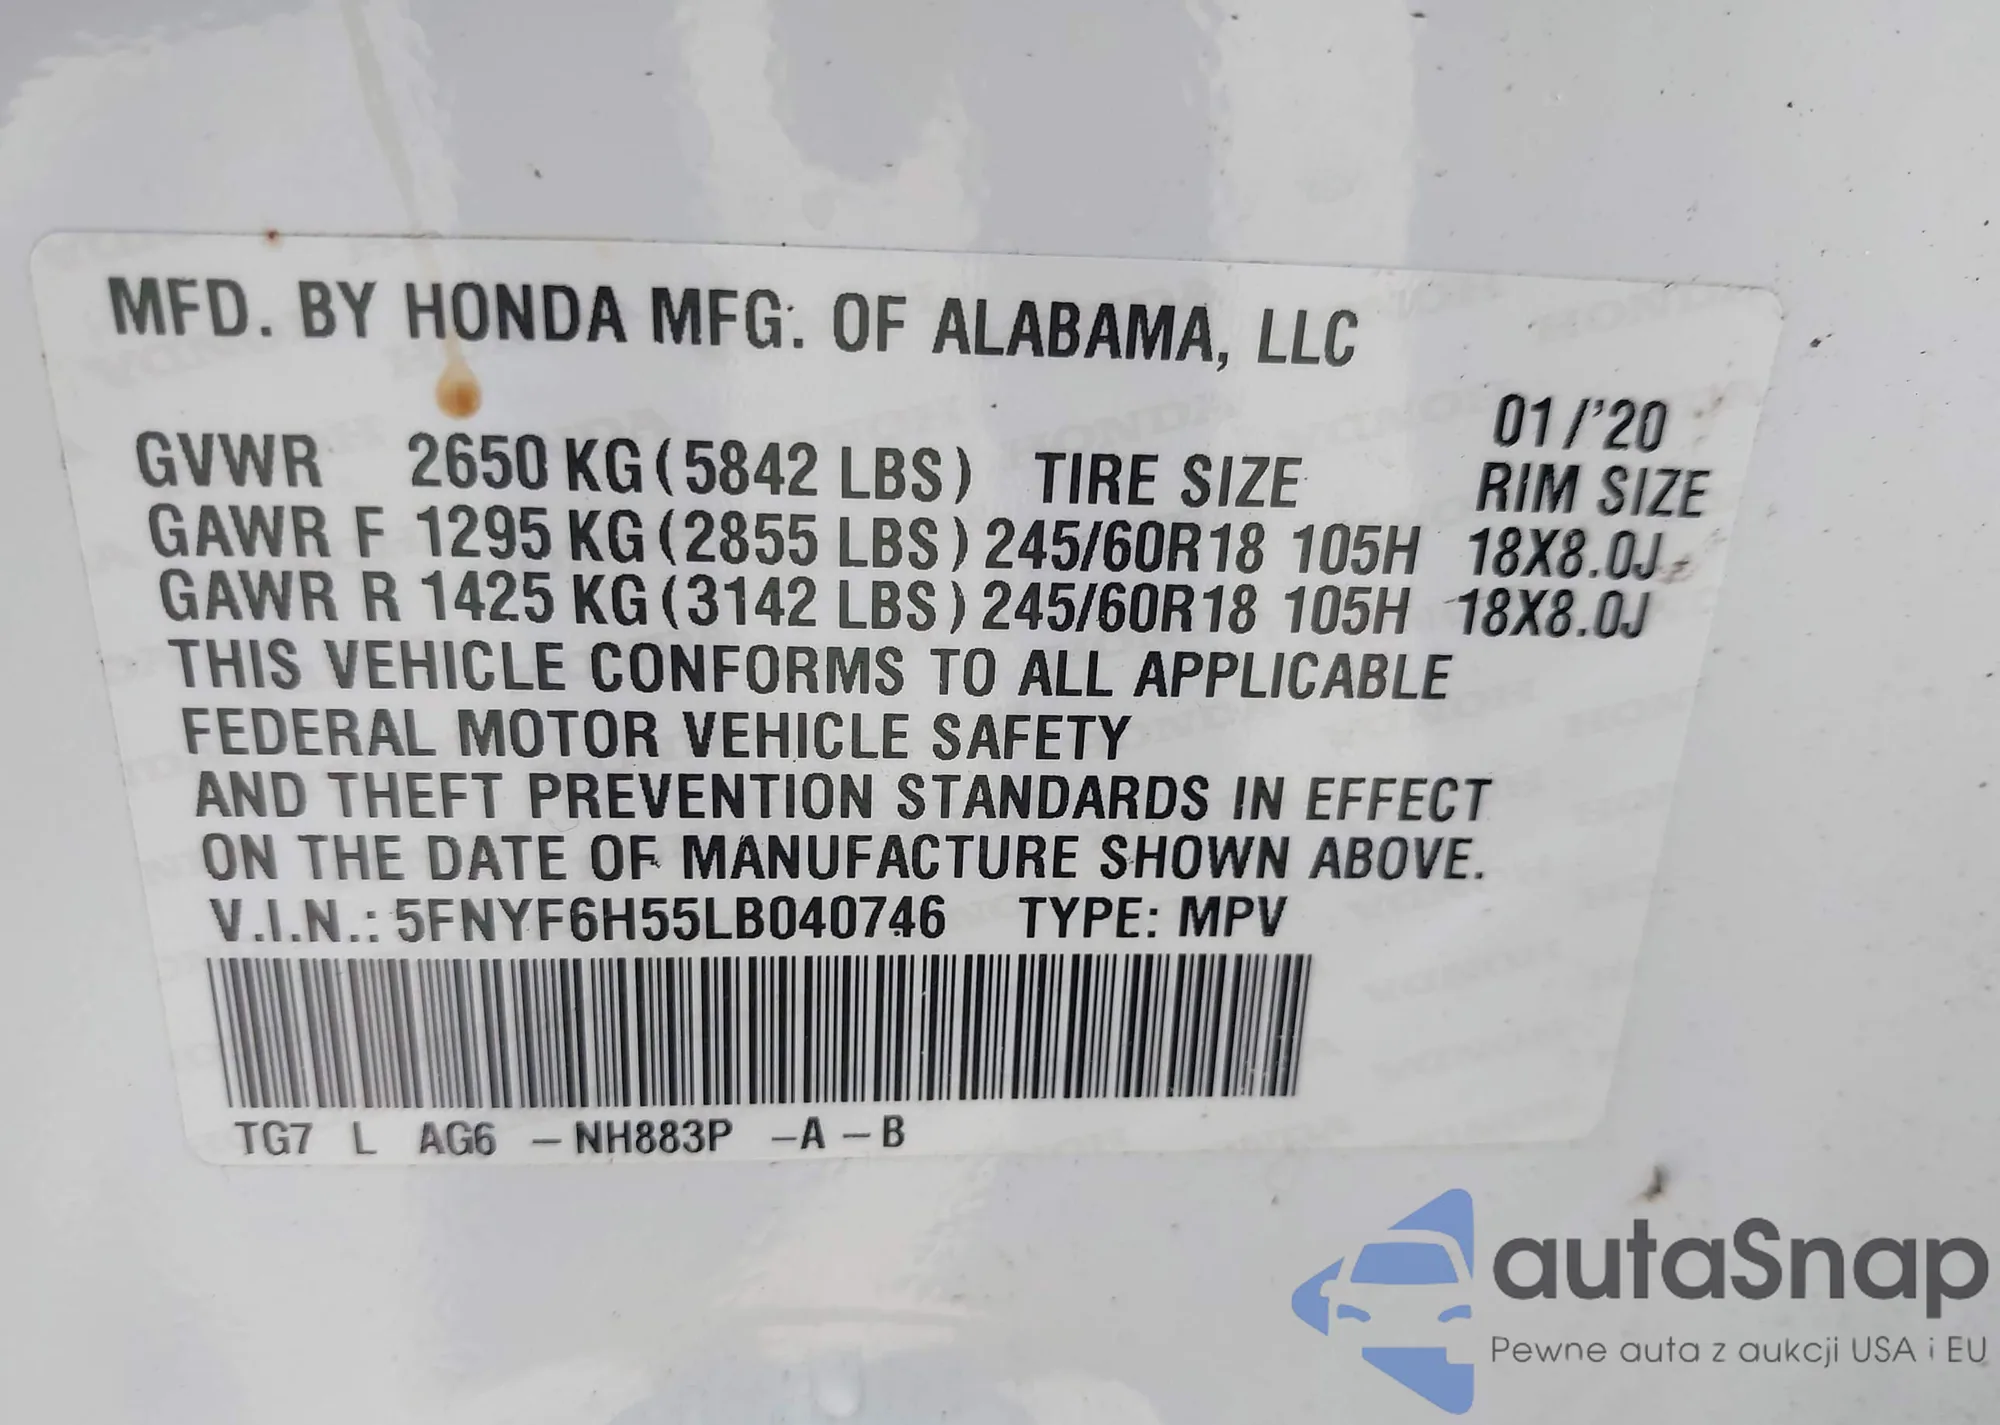 MFD. BY HONDA MFG. OF ALABAMA, LLC
01/'20
GVWR 2650 KG (5842 LBS) TIRE SIZE RIM SIZE
GAWR F 1295 KG (2855 LBS) 245/60R18 105H 18X8.0J
GAWR R 1425 KG (3142 LBS) 245/60R18 105H 18X8.0J
THIS VEHICLE CONFORMS TO ALL APPLICABLE
FEDERAL MOTOR VEHICLE SAFETY
AND THEFT PREVENTION STANDARDS IN EFFECT
ON THE DATE OF MANUFACTURE SHOWN ABOVE.
V.I.N.: 5FNYF6H55LB040746 TYPE: MPV
TG7 L AG6 – NH883P – A – B
autaSnap
Pewne auta z aukcji USA i EU